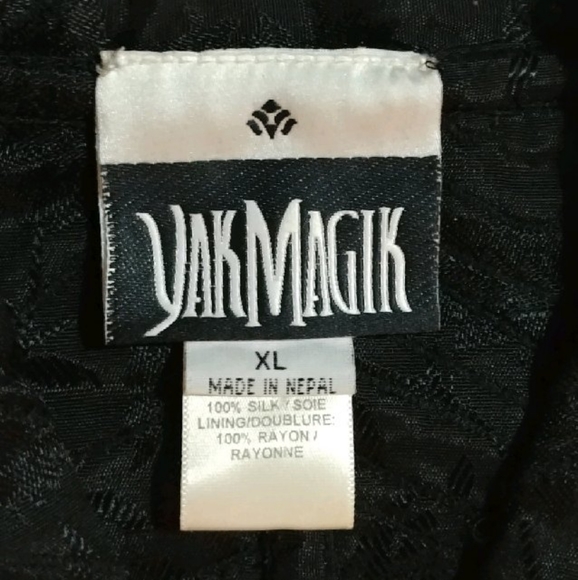 YAKMAGIK
XL
MADE IN NEPAL
100% SILK / SOIE
LINING/DOUBLURE:
100% RAYON /
RAYONNE